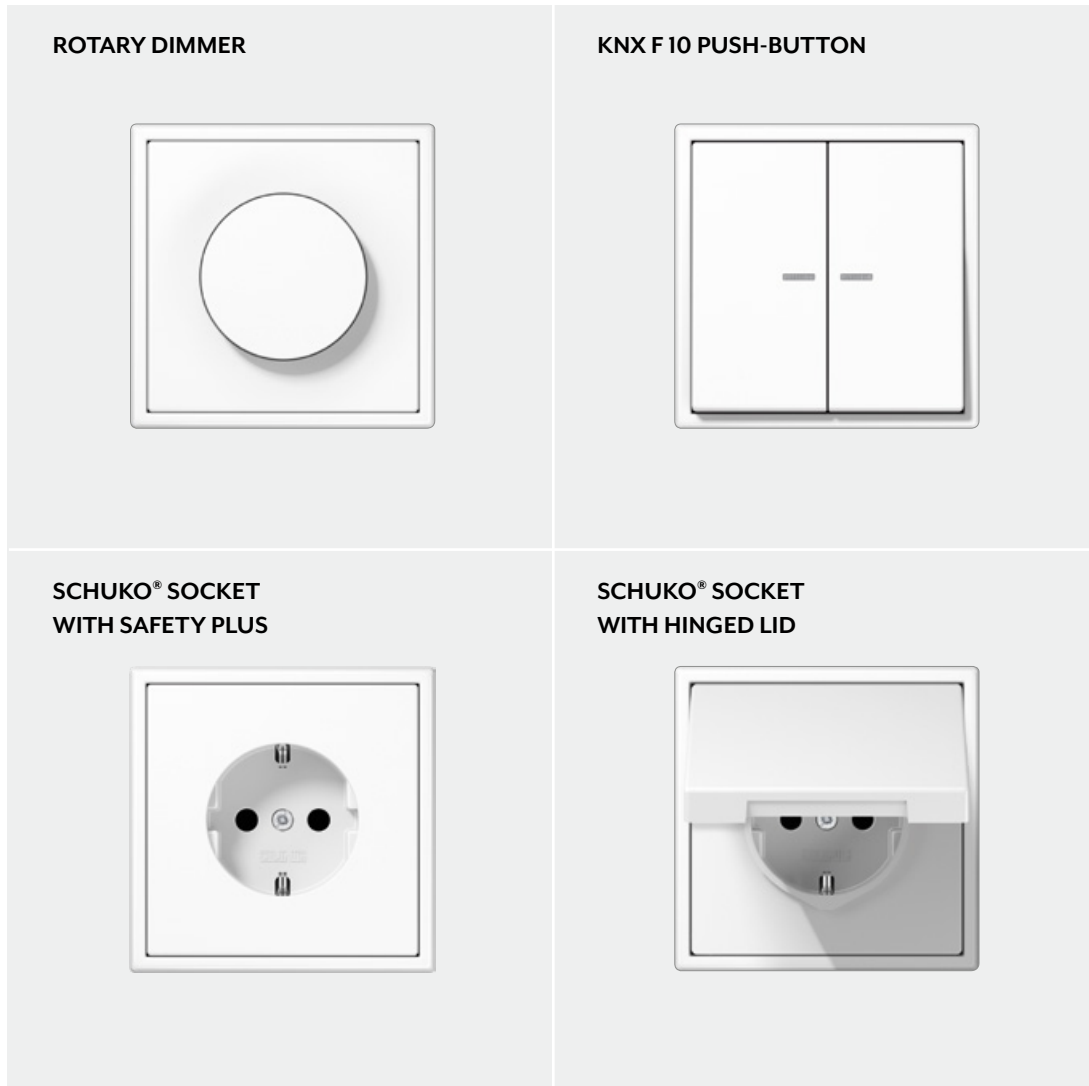 ROTARY DIMMER
KNX F 10 PUSH-BUTTON
SCHUKO® SOCKET
WITH SAFETY PLUS
SCHUKO® SOCKET
WITH HINGED LID